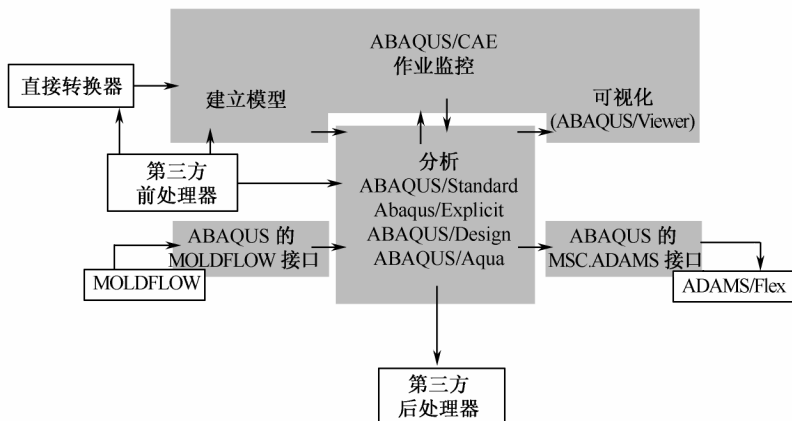 ABAQUS/CAE
作业监控
直接转换器
建立模型
可视化
(ABAQUS/Viewer)
第三方
前处理器
分析
ABAQUS/Standard
Abaqus/Explicit
ABAQUS/Design
ABAQUS/Aqua
ABAQUS 的
MOLDFLOW 接口
ABAQUS 的
MSC.ADAMS 接口
MOLDFLOW
ADAMS/Flex
第三方
后处理器